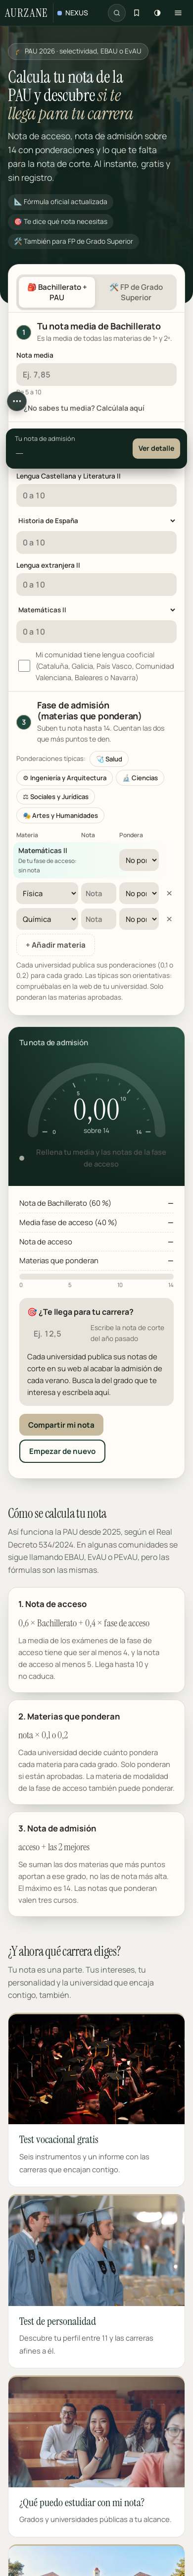 AURZANE
NEXUS
🎓 PAU 2026 · selectividad, EBAU o EvAU
Calcula tu nota de la
PAU y descubre si te
llega para tu carrera
Nota de acceso, nota de admisión sobre
14 con ponderaciones, y lo que te falta
para la nota de corte. Al instante, gratis y
sin registro.
📐 Fórmula oficial actualizada
🎯 Te dice qué nota necesitas
🛠️ También para FP de Grado Superior
🎒 Bachillerato +
PAU
🛠️ FP de Grado
Superior
1
Tu nota media de Bachillerato
Es la media de todas las materias de 1º y 2º.
Nota media
Ej. 7,85
5 a 10
¿No sabes tu media? Calcúlala aquí
Tu nota de admisión
—
Ver detalle
Lengua Castellana y Literatura II
0 a 10
Historia de España
0 a 10
Lengua extranjera II
0 a 10
Matemáticas II
0 a 10
Mi comunidad tiene lengua cooficial
(Cataluña, Galicia, País Vasco, Comunidad
Valenciana, Baleares o Navarra)
3
Fase de admisión
(materias que ponderan)
Suben tu nota hasta 14. Cuentan las dos
que más puntos te den.
Ponderaciones típicas:
🩺 Salud
⚙️ Ingeniería y Arquitectura
🔬 Ciencias
⚖️ Sociales y Jurídicas
🎭 Artes y Humanidades
Materia
Nota
Pondera
Matemáticas II
De tu fase de acceso ·
sin nota
No por
Física
Nota
No por
×
Química
Nota
No por
×
+ Añadir materia
Cada universidad publica sus ponderaciones (0,1 o
0,2) para cada grado. Las típicas son orientativas:
compruébalas en la web de tu universidad. Solo
ponderan las materias aprobadas.
Tu nota de admisión
5
10
0,00
0
sobre 14
14
Rellena tu media y las notas de la fase
de acceso
Nota de Bachillerato (60 %)
—
Media fase de acceso (40 %)
—
Nota de acceso
—
Materias que ponderan
—
0
5
10
14
🎯 ¿Te llega para tu carrera?
Ej. 12,5
Escribe la nota de corte
del año pasado
Cada universidad publica sus notas de
corte en su web al acabar la admisión de
cada verano. Busca la del grado que te
interesa y escríbela aquí.
Compartir mi nota
Empezar de nuevo
Cómo se calcula tu nota
Así funciona la PAU desde 2025, según el Real
Decreto 534/2024. En algunas comunidades se
sigue llamando EBAU, EvAU o PEvAU, pero las
fórmulas son las mismas.
1. Nota de acceso
0,6 × Bachillerato + 0,4 × fase de acceso
La media de los exámenes de la fase de
acceso tiene que ser al menos 4, y la nota
de acceso al menos 5. Llega hasta 10 y
no caduca.
2. Materias que ponderan
nota × 0,1 o 0,2
Cada universidad decide cuánto pondera
cada materia para cada grado. Solo ponderan
si están aprobadas. La materia de modalidad
de la fase de acceso también puede ponderar.
3. Nota de admisión
acceso + las 2 mejores
Se suman las dos materias que más puntos
aportan a ese grado, no las de nota más alta.
El máximo es 14. Las notas que ponderan
valen tres cursos.
¿Y ahora qué carrera eliges?
Tu nota es una parte. Tus intereses, tu
personalidad y la universidad que encaja
contigo, también.
Test vocacional gratis
Seis instrumentos y un informe con las
carreras que encajan contigo.
Test de personalidad
Descubre tu perfil entre 11 y las carreras
afines a él.
¿Qué puedo estudiar con mi nota?
Grados y universidades públicas a tu alcance.